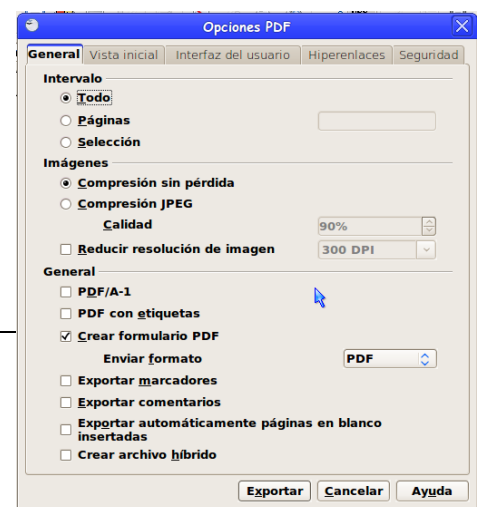 Opciones PDF
General Vista inicial Interfaz del usuario Hiperenlaces Seguridad
Intervalo
Todo
Páginas
Selección
Imágenes
Compresión sin pérdida
Compresión JPEG
Calidad 90%
Reducir resolución de imagen 300 DPI
General
PDF/A-1
PDF con etiquetas
Crear formulario PDF
Enviar formato PDF
Exportar marcadores
Exportar comentarios
Exportar automáticamente páginas en blanco
insertadas
Crear archivo híbrido
Exportar Cancelar Ayuda